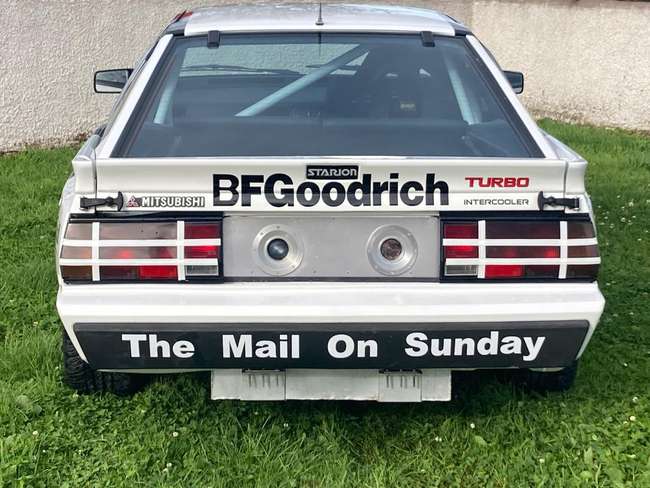 STARION
MITSUBISHI
BFGoodrich
TURBO
INTERCOOLER
The Mail On Sunday